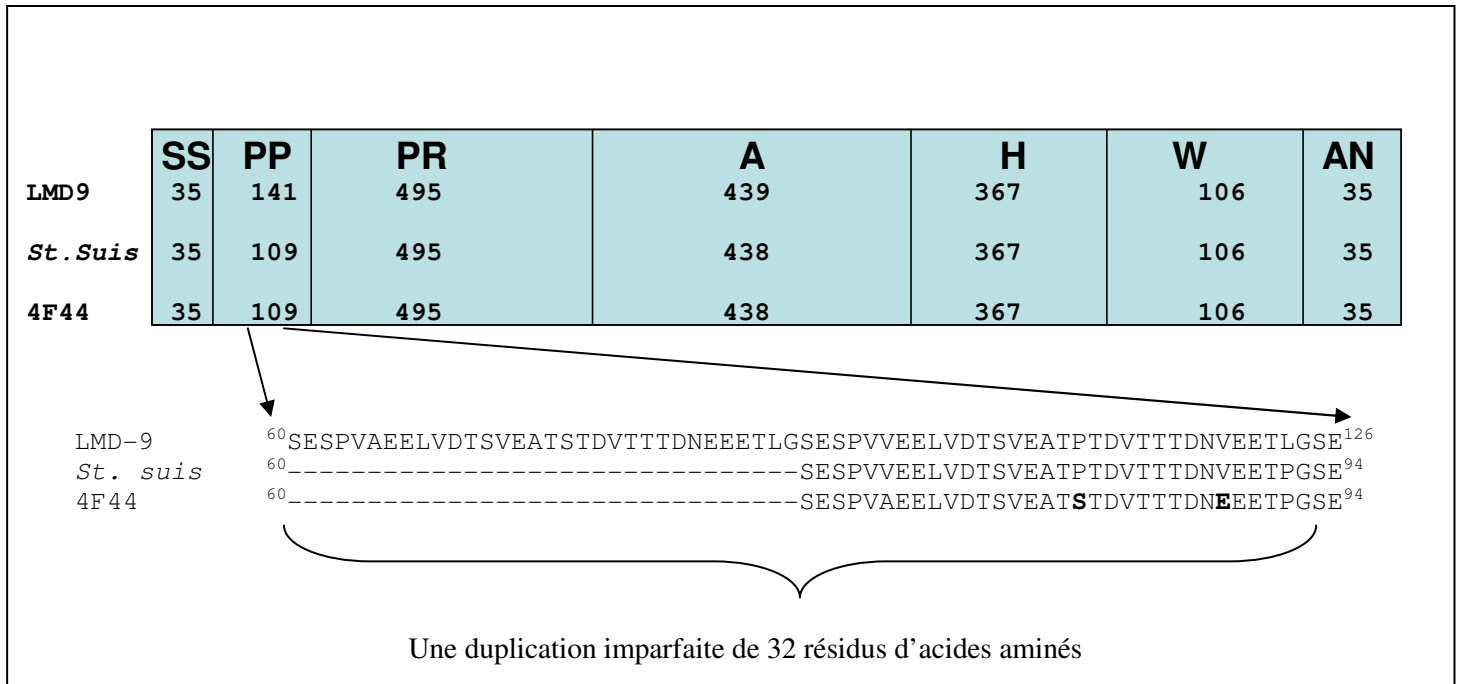 SS PP PR A H W AN
LMD9 35 141 495 439 367 106 35
St.Suis 35 109 495 438 367 106 35
4F44 35 109 495 438 367 106 35
LMD-9 60SESPVAEELVDTSVEATSTDVTTTDNEEETLGSESPVVEELVDTSVEATPTDVTTTDNVEETLGSE126
St. suis 60--------------------------------SESPVVEELVDTSVEATPTDVTTTDNVEETPGSE94
4F44 60--------------------------------SESPVAEELVDTSVEATSTDVTTTDNEEETPGSE94
Une duplication imparfaite de 32 résidus d'acides aminés